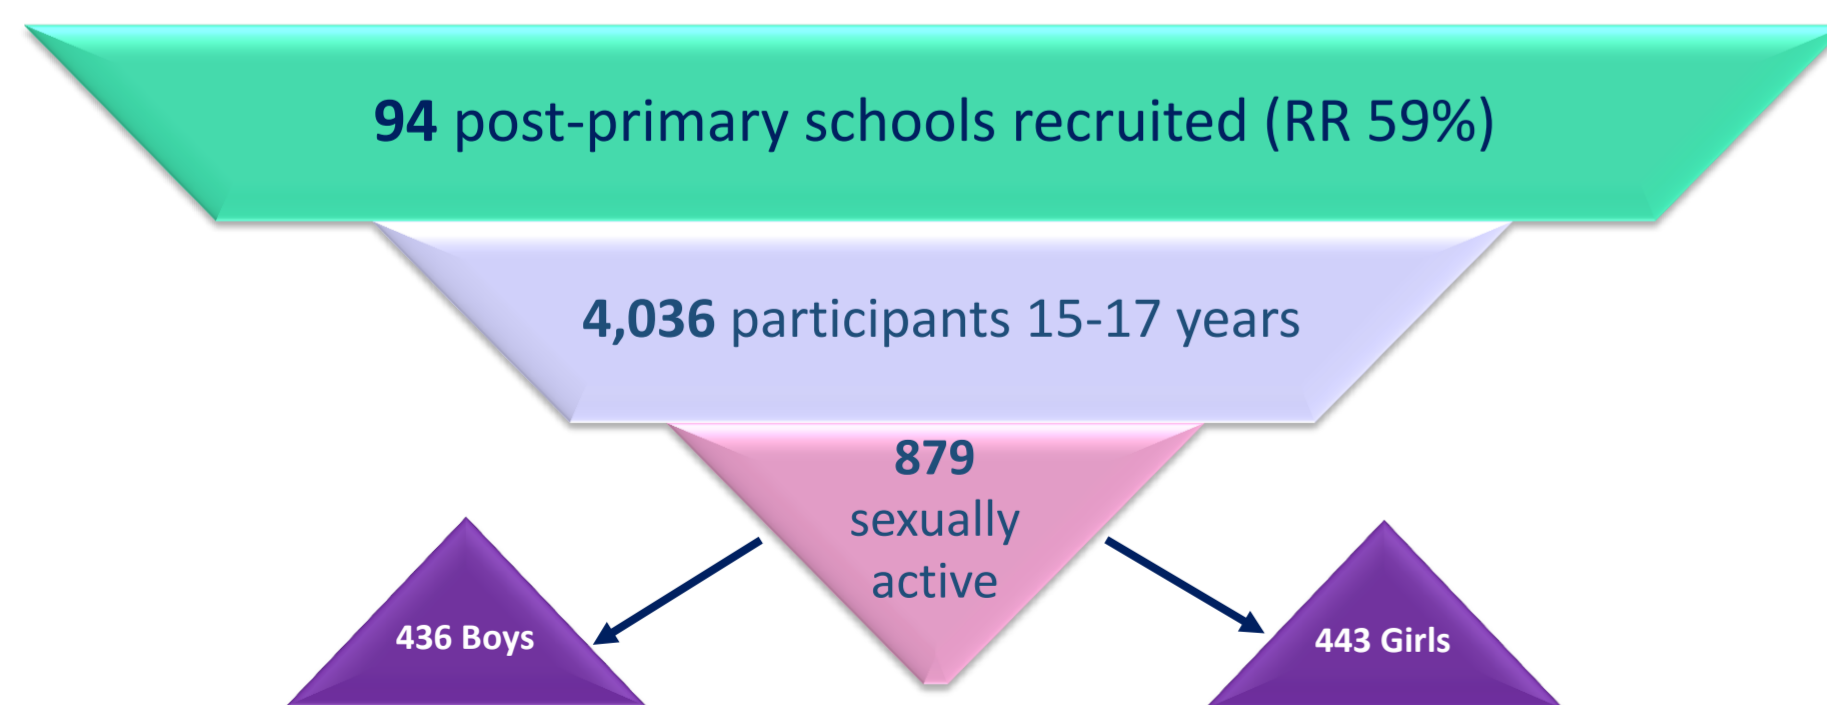 94 post-primary schools recruited (RR 59%)
4,036 participants 15-17 years
879
sexually
active
436 Boys
443 Girls